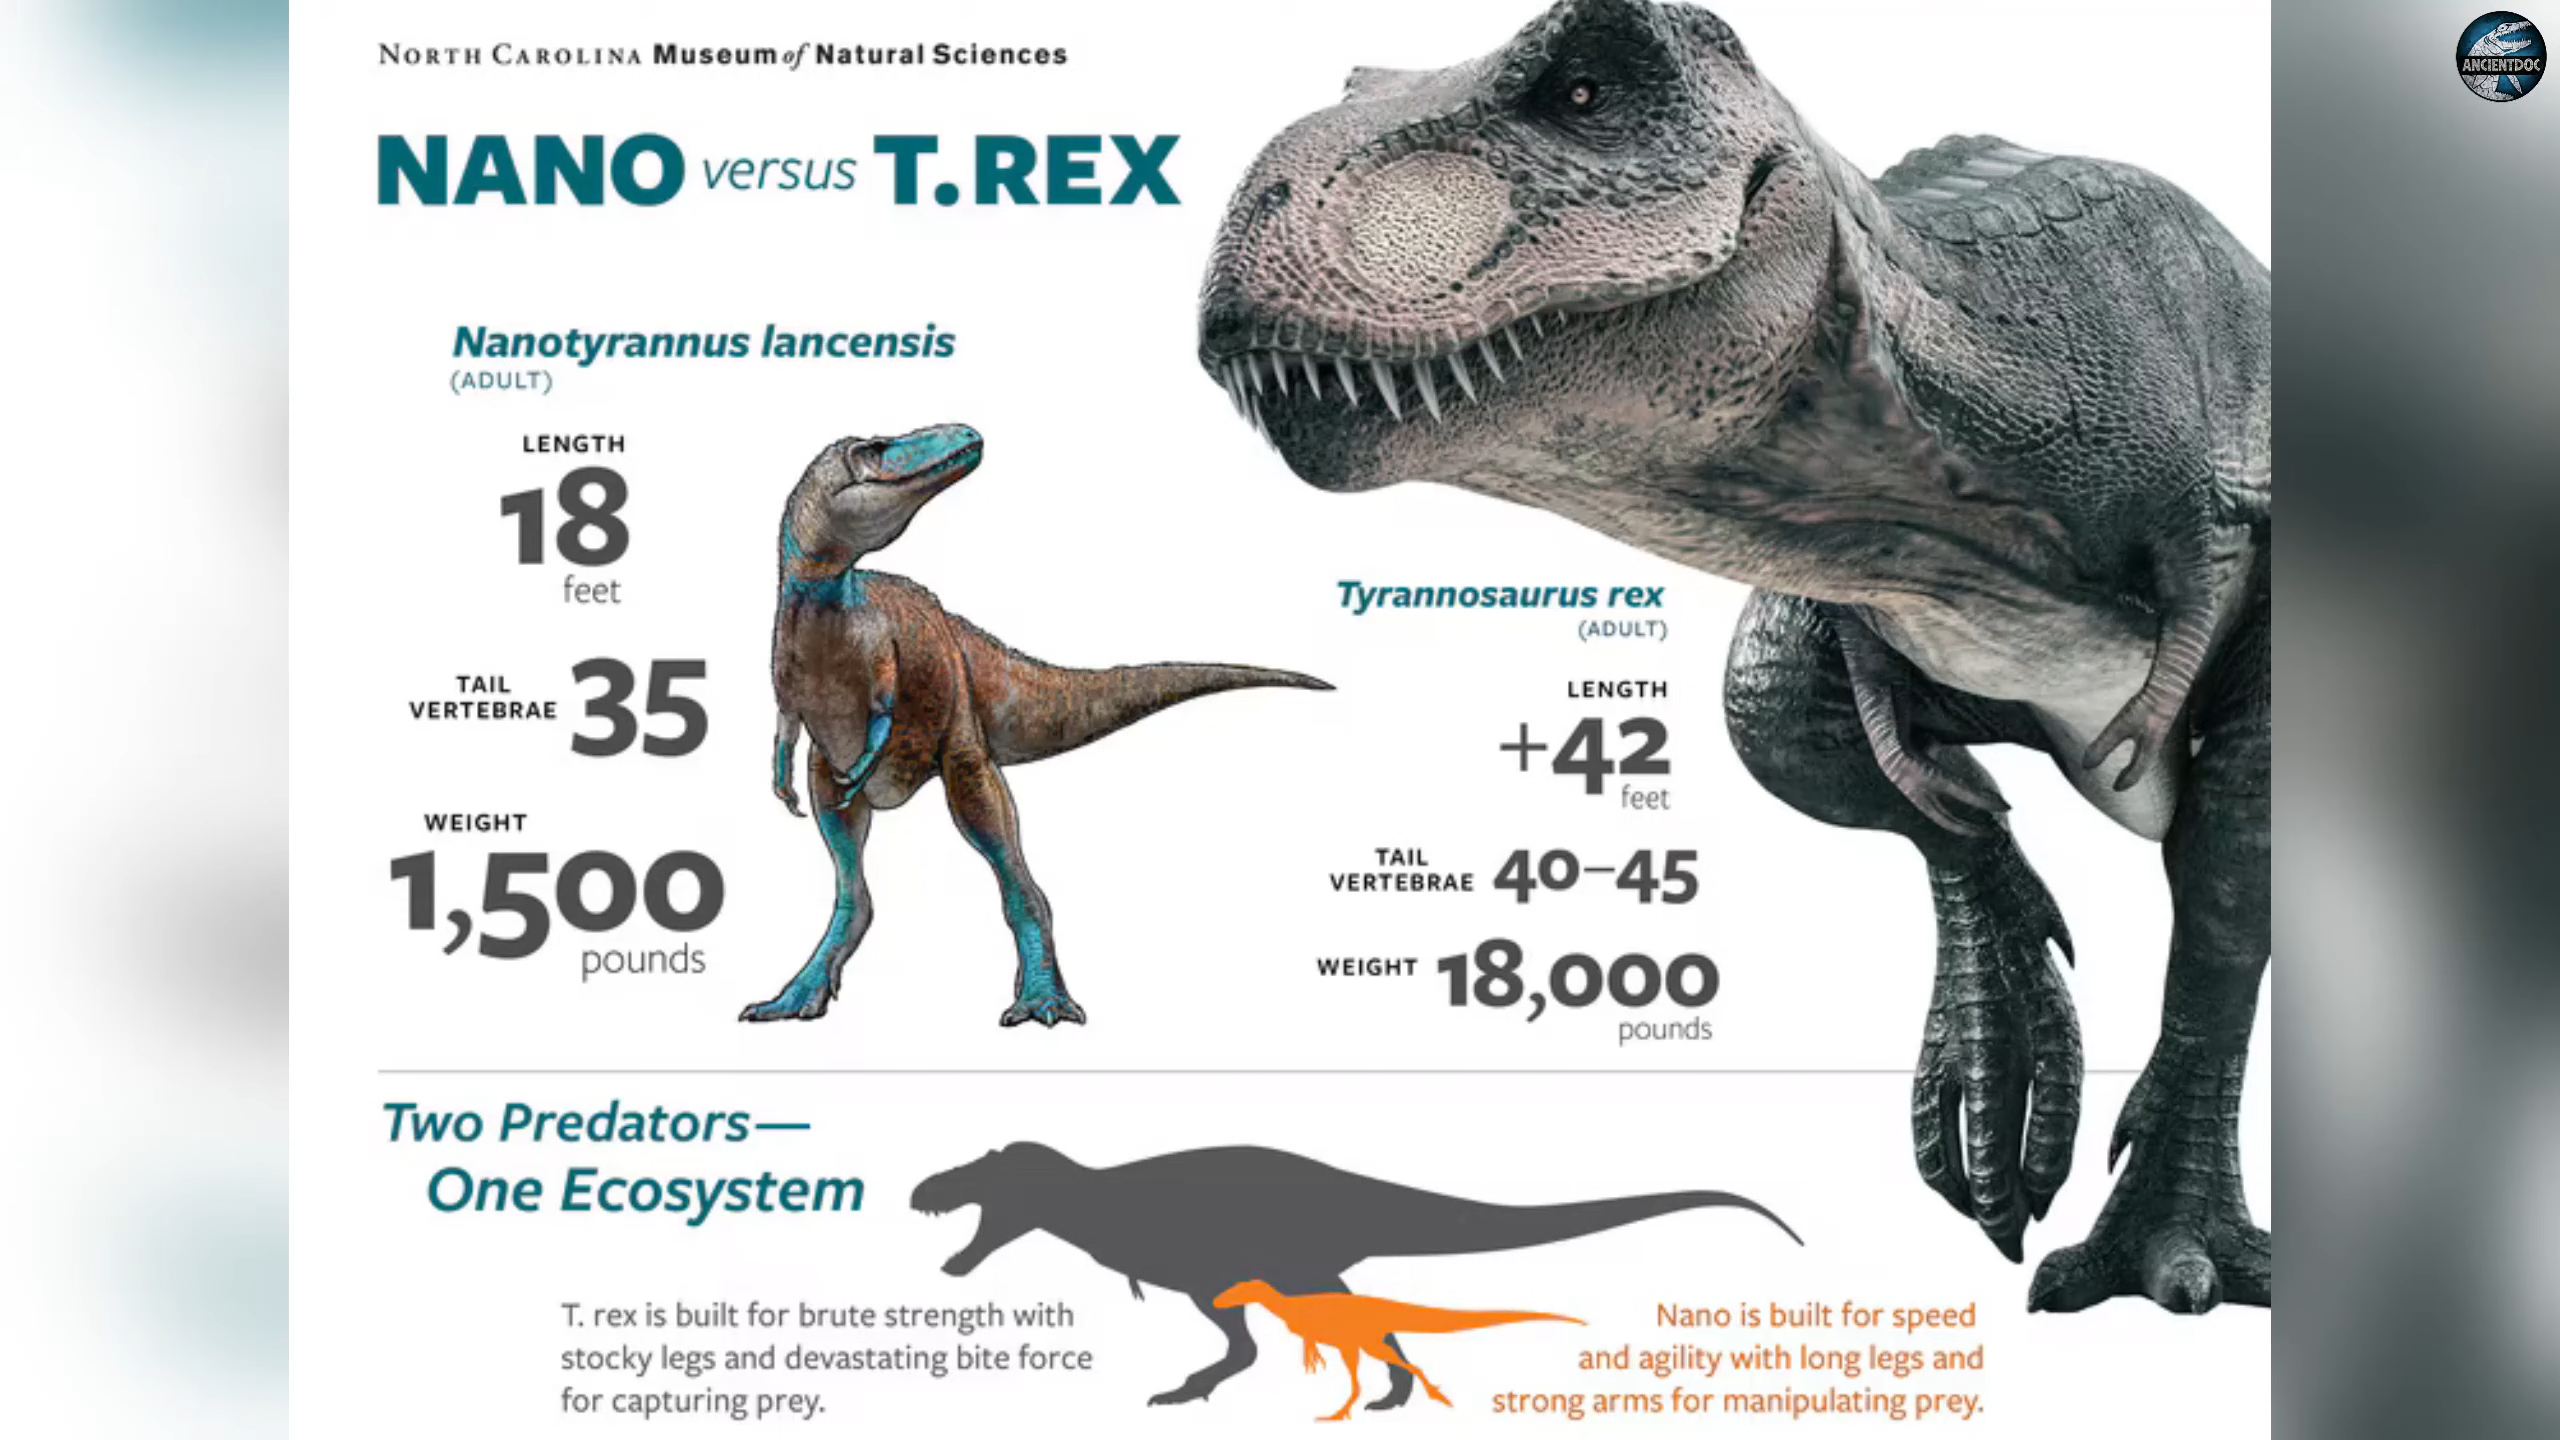 NORTH CAROLINA Museum of Natural Sciences
ANCIENTDOC
NANO versus T. REX
Nanotyrannus lancensis
(ADULT)
LENGTH
18
feet
TAIL
VERTEBRAE 35
WEIGHT
1,500
pounds
Tyrannosaurus rex
(ADULT)
LENGTH
+42
feet
TAIL
VERTEBRAE 40–45
WEIGHT 18,000
pounds
Two Predators—
One Ecosystem
T. rex is built for brute strength with
stocky legs and devastating bite force
for capturing prey.
Nano is built for speed
and agility with long legs and
strong arms for manipulating prey.